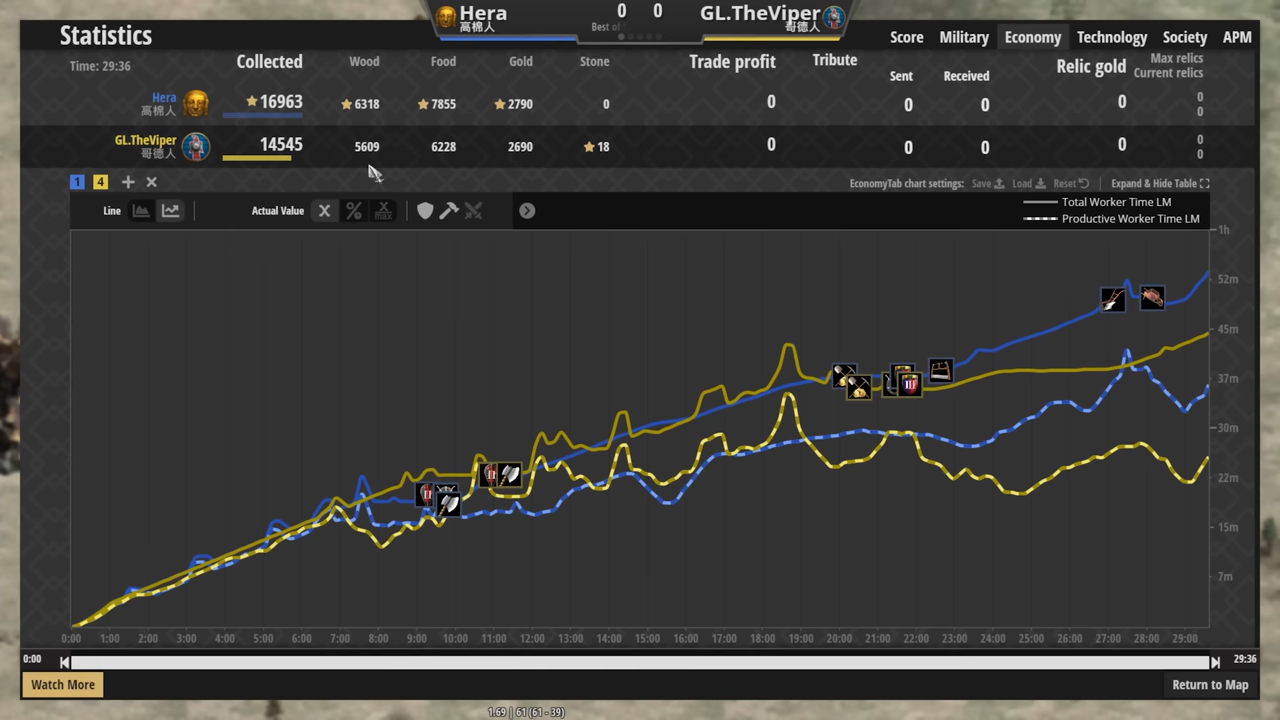 Hera
高棉人
0 0
Best of
GL.TheViper
哥德人
Statistics
Score Military Economy Technology Society APM
Time: 29:36
Collected Wood Food Gold Stone Trade profit Tribute Sent Received Relic gold Max relics
Current relics
Hera
高棉人
16963 6318 7855 2790 0 0 0 0 0 0
0
GL.TheViper
哥德人
14545 5609 6228 2690 18 0 0 0 0 0
0
1 4
EconomyTab chart settings: Save Load Reset Expand & Hide Table
Line Actual Value X % X max
Total Worker Time LM
Productive Worker Time LM
1h
52m
45m
37m
30m
22m
15m
7m
0:00 1:00 2:00 3:00 4:00 5:00 6:00 7:00 8:00 9:00 10:00 11:00 12:00 13:00 14:00 15:00 16:00 17:00 18:00 19:00 20:00 21:00 22:00 23:00 24:00 25:00 26:00 27:00 28:00 29:00
0:00 29:36
Watch More Return to Map
1.69 | 61 (61 - 39)